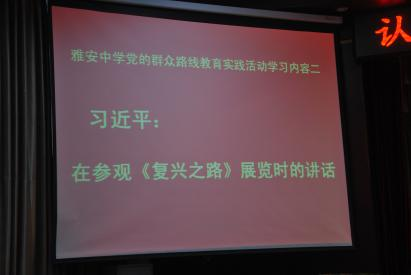 雅安中学党的群众路线教育实践活动学习内容二
习近平：
在参观《复兴之路》展览时的讲话
认